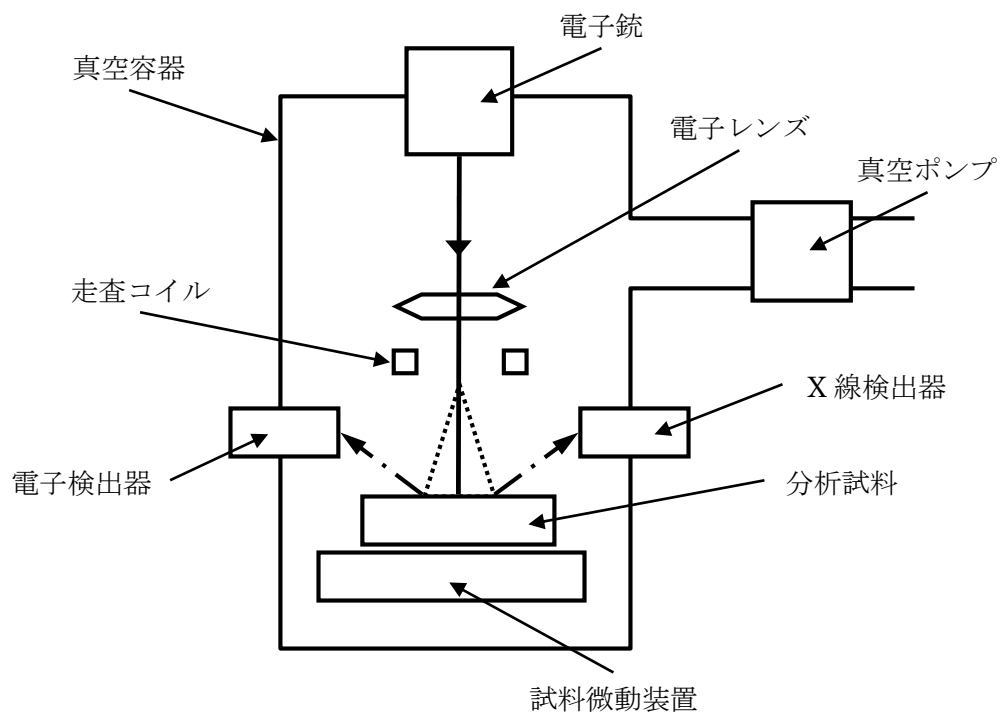 電子銃
真空容器
電子レンズ
真空ポンプ
走査コイル
X 線検出器
電子検出器
分析試料
試料微動装置